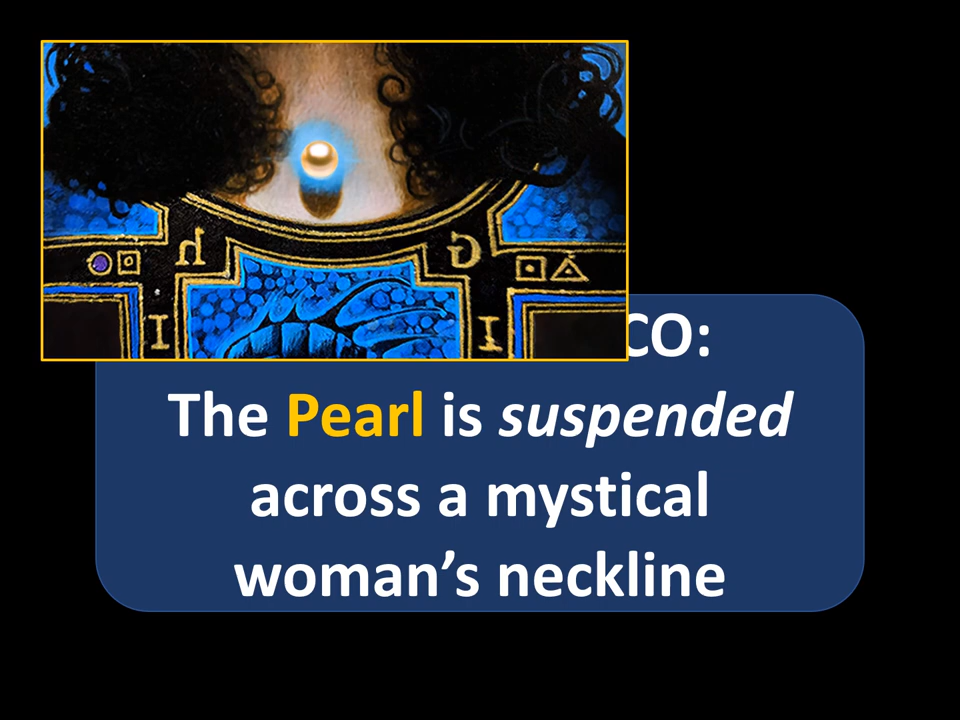 CO:
The Pearl is suspended
across a mystical
woman’s neckline